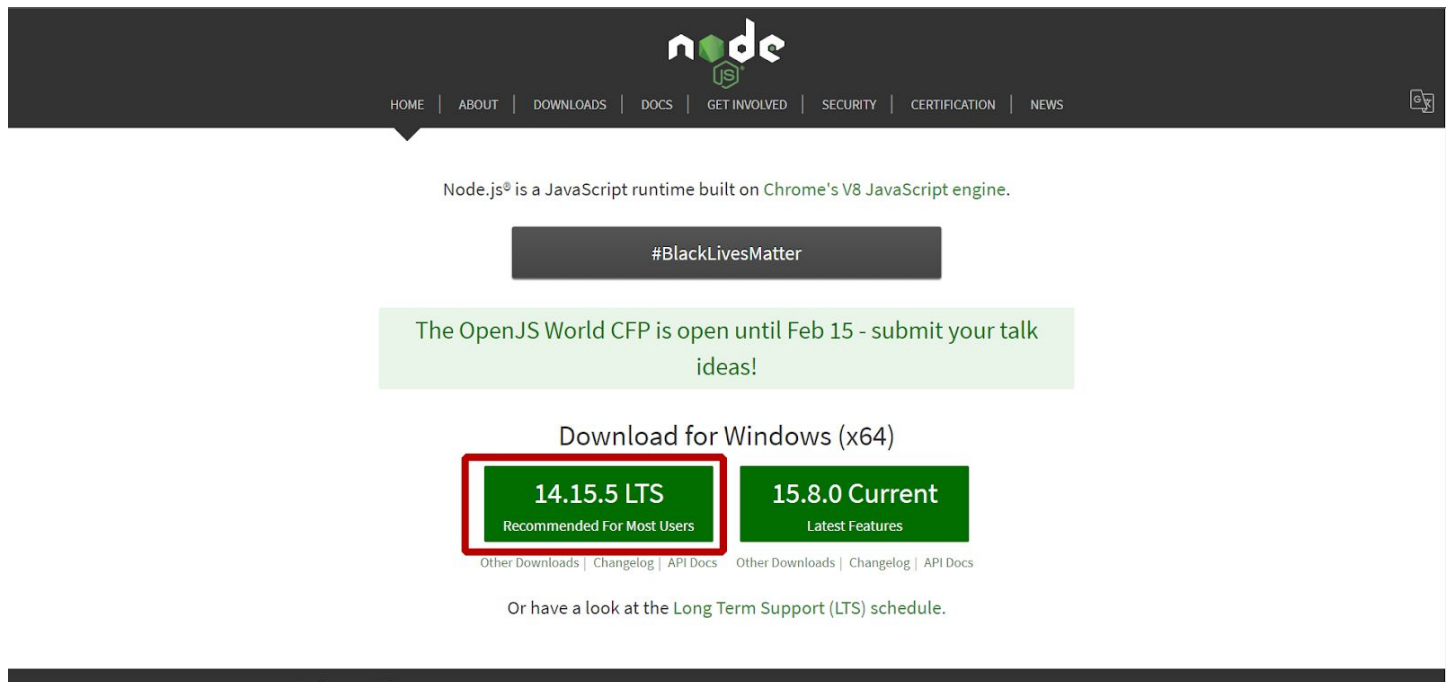 node
JS
HOME | ABOUT | DOWNLOADS | DOCS | GET INVOLVED | SECURITY | CERTIFICATION | NEWS
Node.js® is a JavaScript runtime built on Chrome's V8 JavaScript engine.
#BlackLivesMatter
The OpenJS World CFP is open until Feb 15 - submit your talk
ideas!
Download for Windows (x64)
14.15.5 LTS
Recommended For Most Users
15.8.0 Current
Latest Features
Other Downloads | Changelog | API Docs
Other Downloads | Changelog | API Docs
Or have a look at the Long Term Support (LTS) schedule.